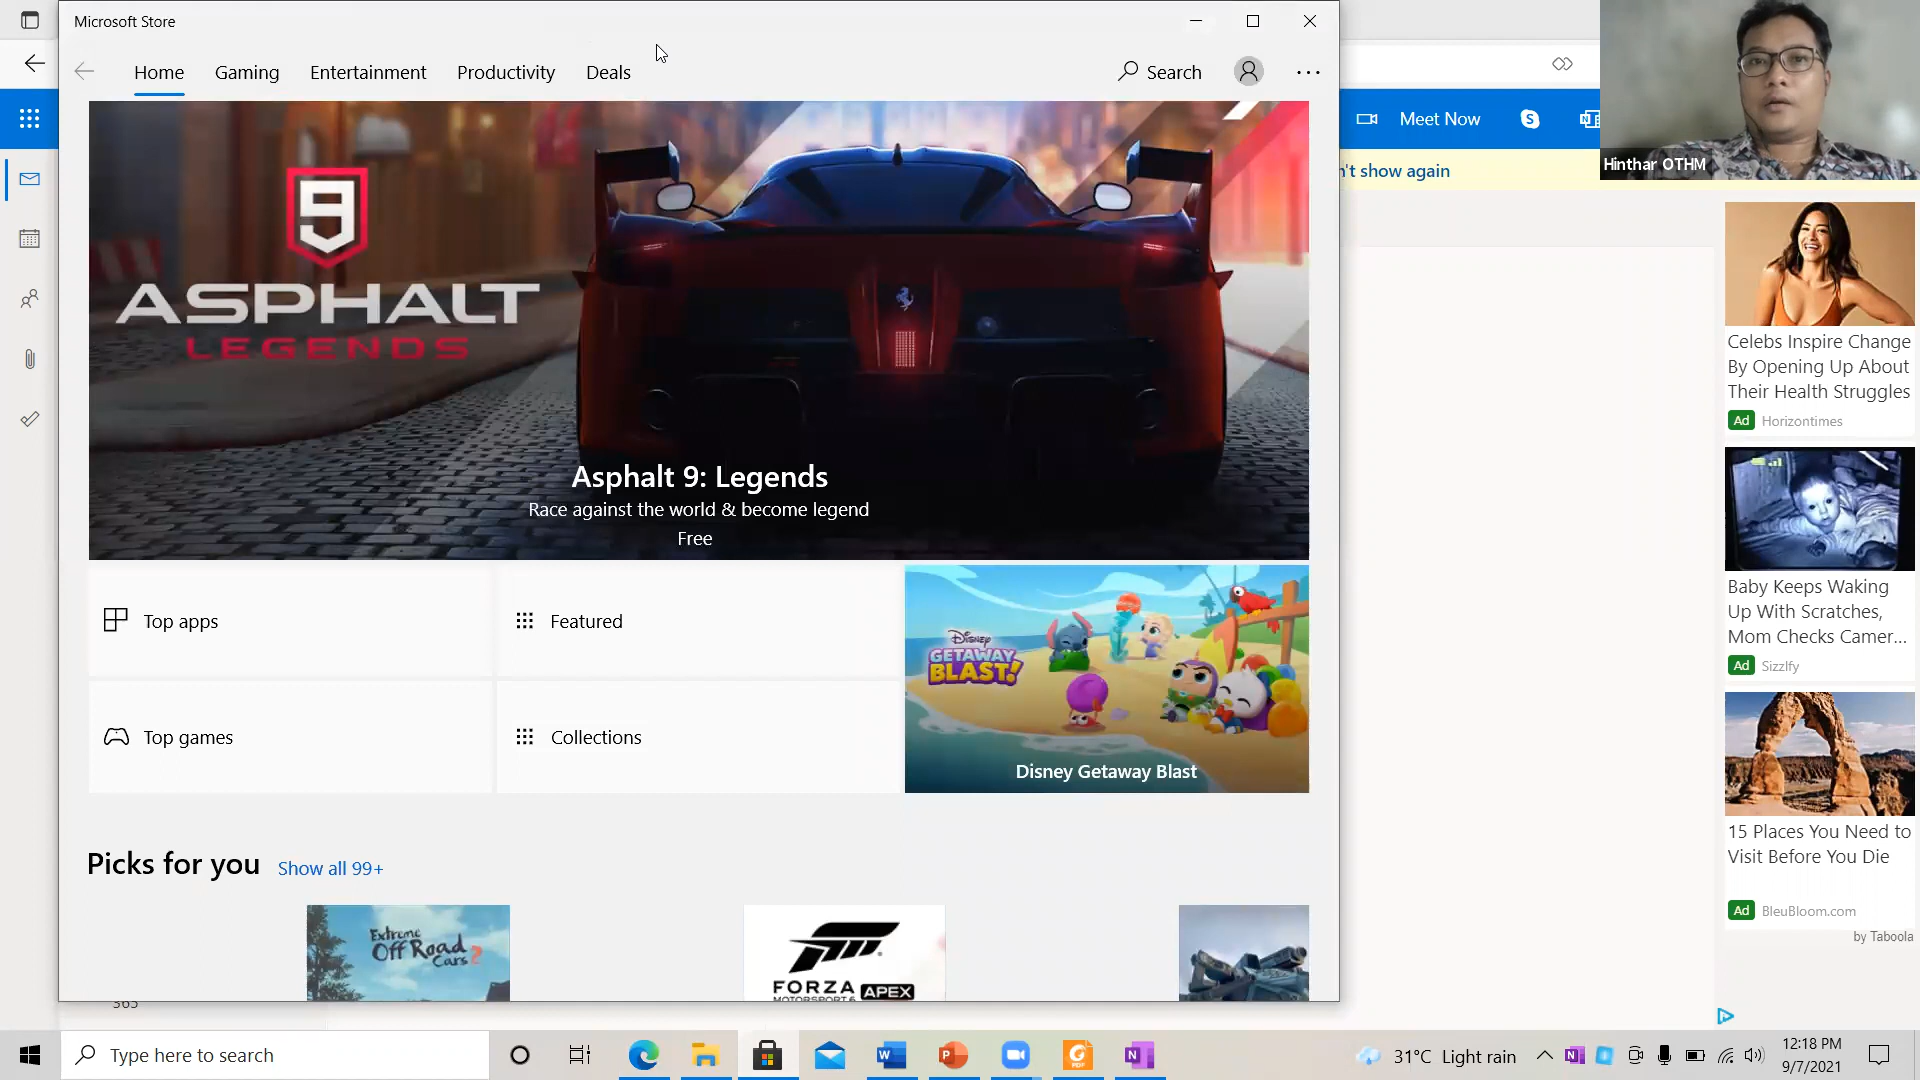 Microsoft Store
Home Gaming Entertainment Productivity Deals
Search
9
ASPHALT
LEGENDS
Asphalt 9: Legends
Race against the world & become legend
Free
Top apps
Featured
Top games
Collections
Disney
GETAWAY
BLAST!
Disney Getaway Blast
Picks for you Show all 99+
Extreme
Off Road
Cars 2
FORZA
MOTORSPORT 6 APEX
365
Meet Now
n't show again
Hinthar OTHM
Celebs Inspire Change
By Opening Up About
Their Health Struggles
Ad Horizontimes
Baby Keeps Waking
Up With Scratches,
Mom Checks Camer...
Ad Sizzlfy
15 Places You Need to
Visit Before You Die
Ad BleuBloom.com
by Taboola
Type here to search
31°C Light rain
12:18 PM
9/7/2021